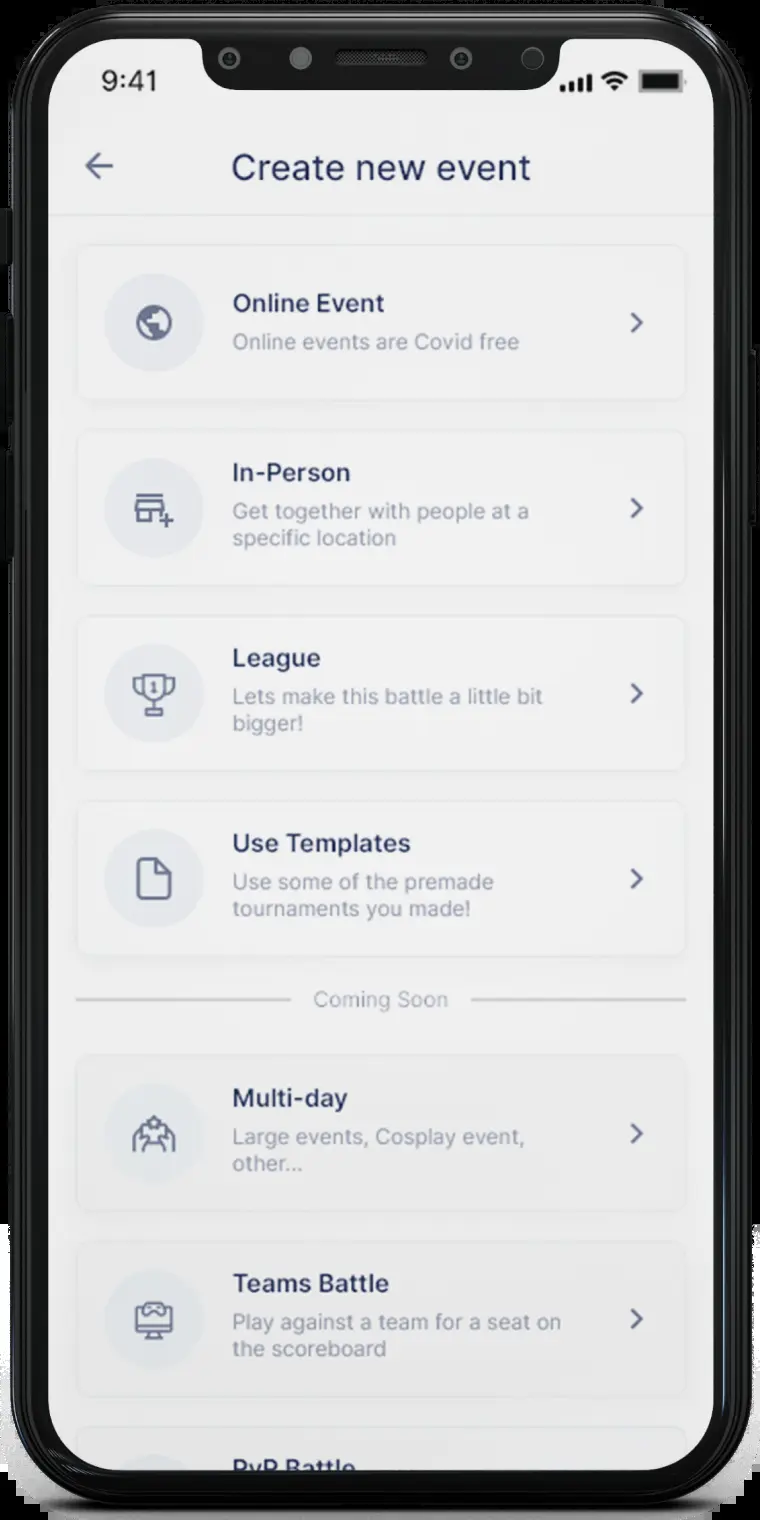 9:41
Create new event
Online Event
Online events are Covid free
In-Person
Get together with people at a
specific location
League
Lets make this battle a little bit
bigger!
Use Templates
Use some of the premade
tournaments you made!
Coming Soon
Multi-day
Large events, Cosplay event,
other...
Teams Battle
Play against a team for a seat on
the scoreboard
PvP Battle